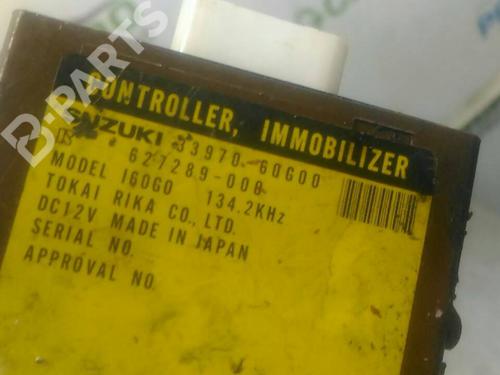 CONTROLLER, IMMOBILIZER
SUZUKI 33970-60G00
627289-000
MODEL I60G0 134.2KHz
TOKAI RIKA CO., LTD.
DC12V MADE IN JAPAN
SERIAL NO.
APPROVAL NO.